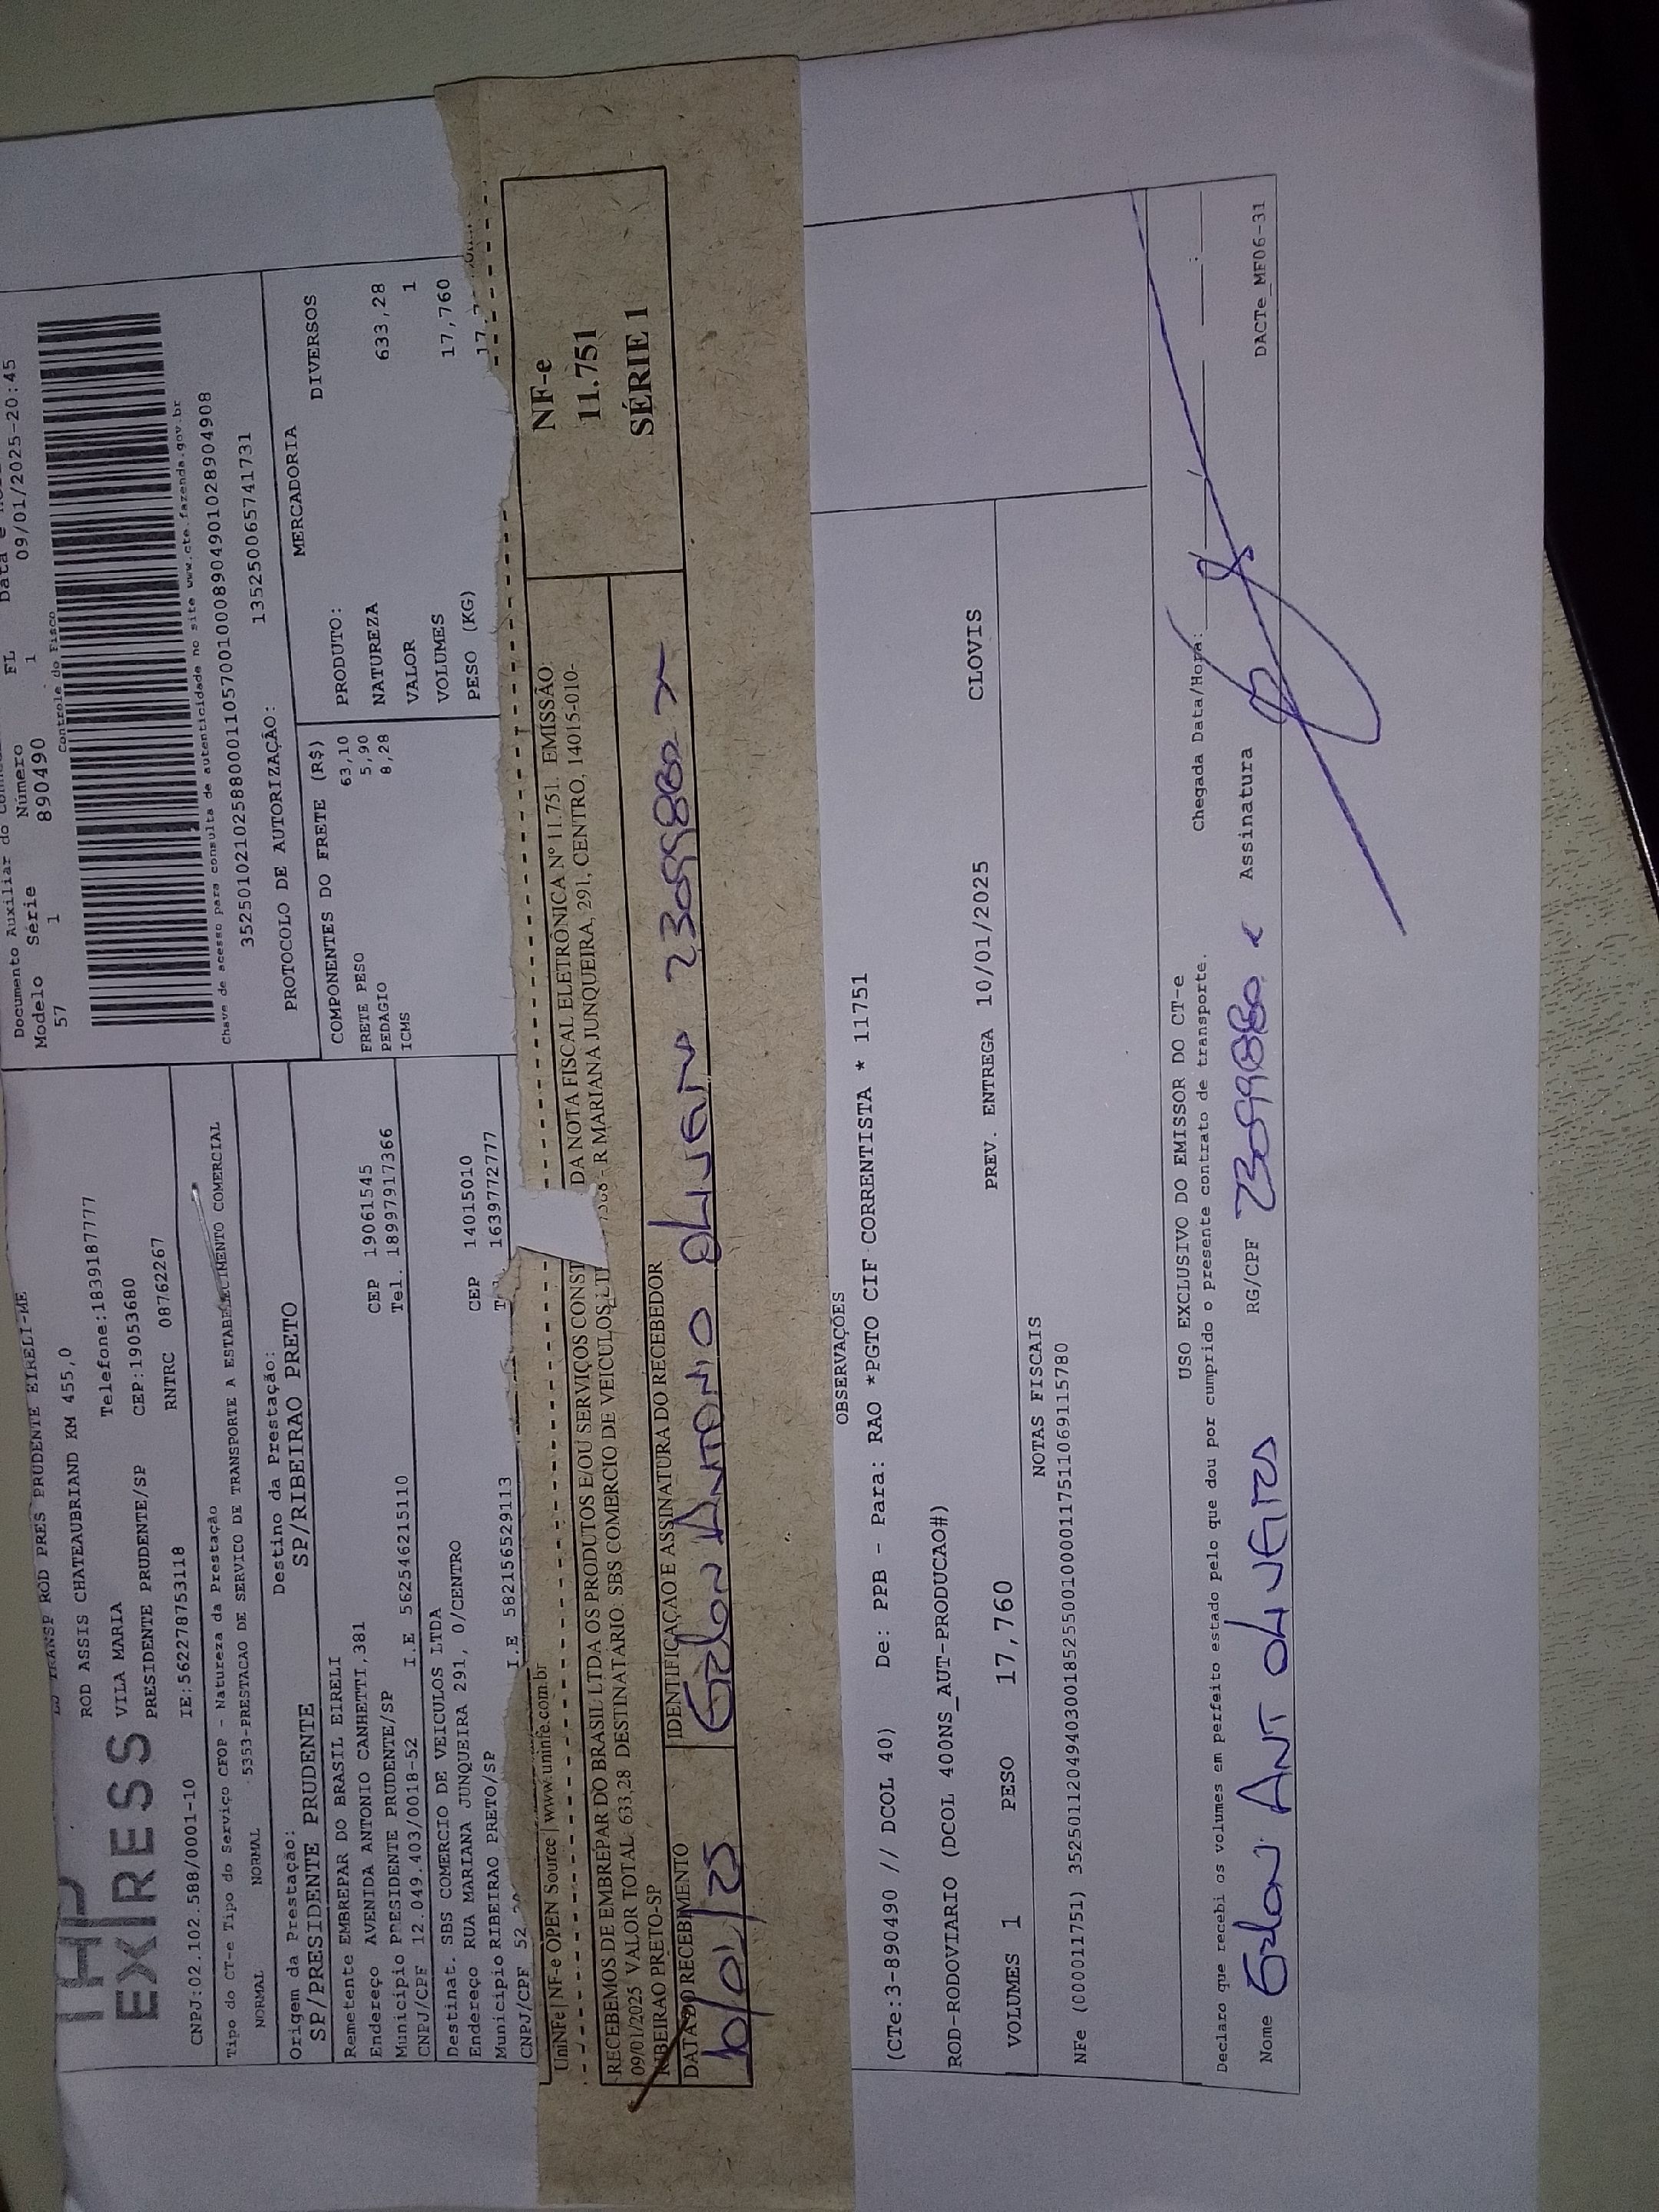 ROD PRES PRUDENTE EIRELI-ME
ROD ASSIS CHATEAUBRIAND KM 455,0
EXPRESS
VILA MARIA
Telefone:1839187777
PRESIDENTE PRUDENTE/SP CEP:19053680
CNPJ:02.102.588/0001-10 IE:562278753118 RNTRC 08762267
Tipo do CT-e Tipo do Serviço CFOP - Natureza da Prestação
NORMAL NORMAL 5353-PRESTACAO DE SERVICO DE TRANSPORTE A ESTABELECIMENTO COMERCIAL
Origem da Prestação: Destino da Prestação:
SP/PRESIDENTE PRUDENTE SP/RIBEIRAO PRETO
Remetente EMBREPAR DO BRASIL EIRELI
Endereço AVENIDA ANTONIO CANHETTI,381 CEP 19061545
Município PRESIDENTE PRUDENTE/SP Tel. 18997917366
CNPJ/CPF 12.049.403/0018-52 I.E 562546215110
Destinat. SBS COMERCIO DE VEICULOS LTDA
Endereço RUA MARIANA JUNQUEIRA 291, 0/CENTRO CEP 14015010
Município RIBEIRAO PRETO/SP 1639772777
CNPJ/CPF 52 I.E 582156529113
Documento Auxiliar do
Modelo Série Número FL
57 1 890490 1 09/01/2025-20:45
Controle do Fisco
Chave de acesso para consulta de autenticidade no site www.cte.fazenda.gov.br
35250102102588000110570010008904901028904908
PROTOCOLO DE AUTORIZAÇÃO: 135250065741731
COMPONENTES DO FRETE (R$)
FRETE PESO 63,10
PEDAGIO 5,90
ICMS 8,28
MERCADORIA
PRODUTO: DIVERSOS
NATUREZA
VALOR 633,28
VOLUMES 1
PESO (KG) 17,760
UniNFe | NF-e OPEN Source | www.uninfe.com.br
RECEBEMOS DE EMBREPAR DO BRASIL LTDA OS PRODUTOS E/OU SERVIÇOS CONST DA NOTA FISCAL ELETRÔNICA Nº 11.751. EMISSÃO
09/01/2025 VALOR TOTAL: 633,28 DESTINATÁRIO: SBS COMERCIO DE VEICULOS - R MARIANA JUNQUEIRA, 291, CENTRO, 14015-010-
RIBEIRAO PRETO-SP
DATA DO RECEBIMENTO IDENTIFICAÇÃO E ASSINATURA DO RECEBEDOR
NF-e
11.751
SÉRIE 1
ANTONIO
OBSERVAÇÕES
(CTe:3-890490 // DCOL 40) De: PPB - Para: RAO *PGTO CIF CORRENTISTA * 11751
ROD-RODOVIARIO (DCOL 400NS_AUT-PRODUCAO#)
VOLUMES 1 PESO 17,760 PREV. ENTREGA 10/01/2025 CLOVIS
NOTAS FISCAIS
NFe (000011751) 35250112049403001852550010000117511069115780
USO EXCLUSIVO DO EMISSOR DO CT-e
Declaro que recebi os volumes em perfeito estado pelo que dou por cumprido o presente contrato de transporte. Chegada Data/Hora:
Nome ANT OLIVEIRA RG/CPF Assinatura
DACTe_MF06-31